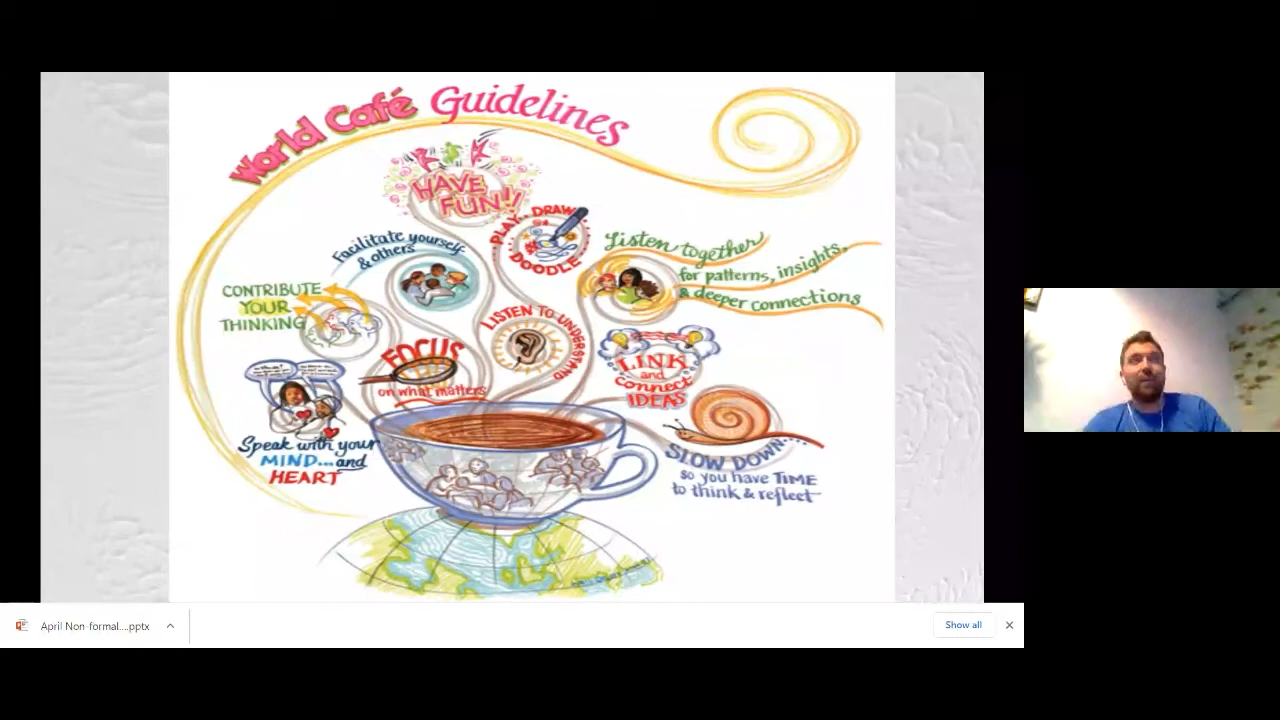 World Café Guidelines
HAVE
FUN!!
PLAY DRAW
DOODLE
Facilitate yourself
& others
Listen together
for patterns, insights,
& deeper connections
CONTRIBUTE
YOUR
THINKING
LISTEN TO UNDERSTAND
FOCUS
on what matters
LINK
and
connect
IDEAS
Speak with your
MIND...and
HEART
SLOW DOWN....
so you have TIME
to think & reflect
April Non-formal....pptx
Show all